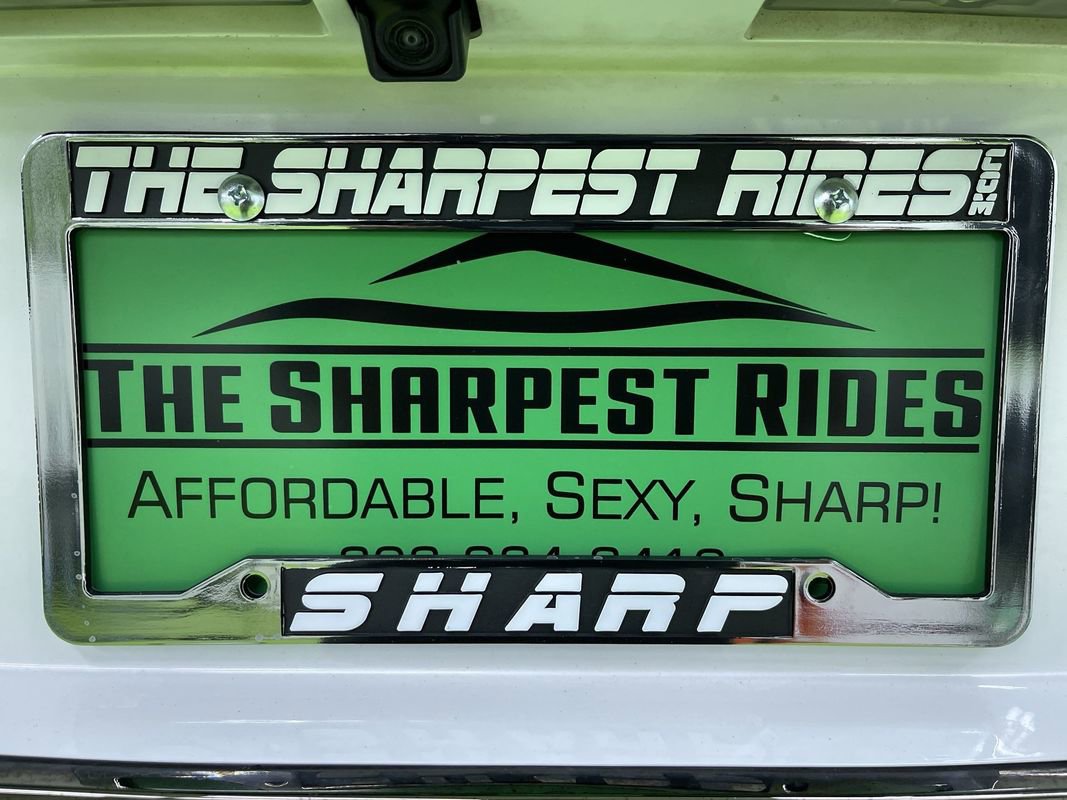 THE SHARPEST RIDES.COM
THE SHARPEST RIDES
AFFORDABLE, SEXY, SHARP!
SHARP